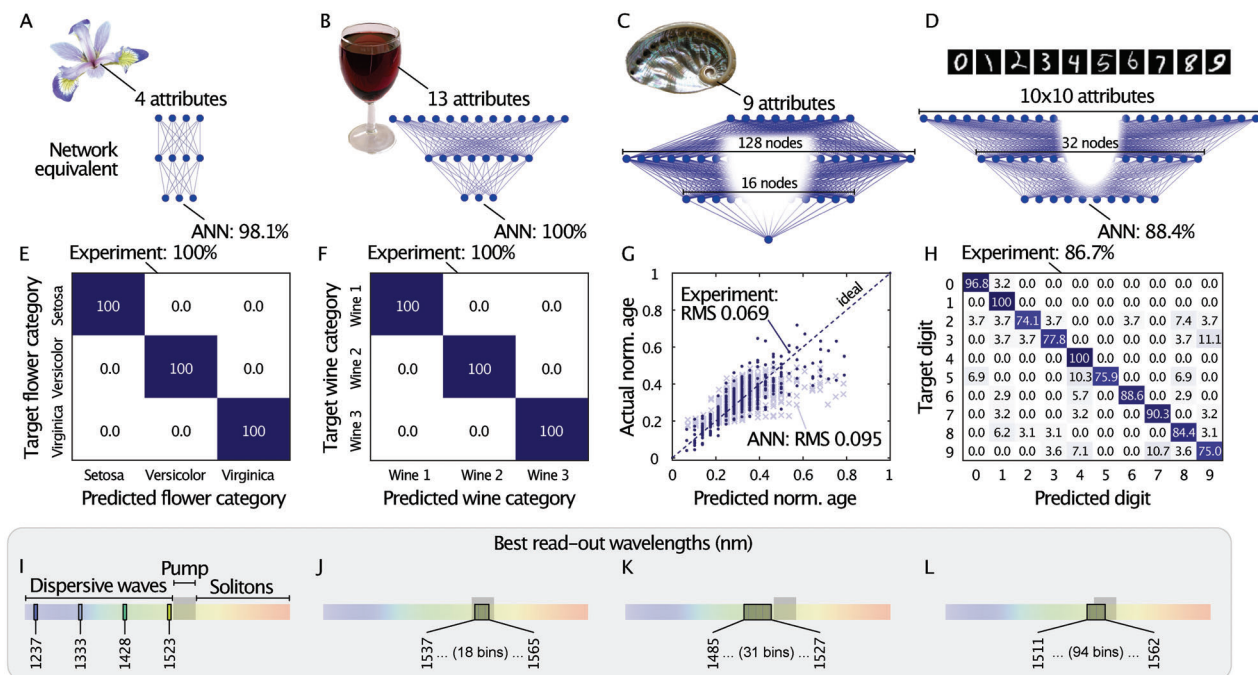 A
B
C
D
0 1 2 3 4 5 6 7 8 9
4 attributes
13 attributes
9 attributes
10x10 attributes
Network
equivalent
128 nodes
16 nodes
32 nodes
ANN: 98.1%
ANN: 100%
ANN: 88.4%
E
Experiment: 100%
Target flower category
Setosa
Versicolor
Virginica
100 0.0 0.0
0.0 100 0.0
0.0 0.0 100
Setosa Versicolor Virginica
Predicted flower category
F
Experiment: 100%
Target wine category
Wine 1
Wine 2
Wine 3
100 0.0 0.0
0.0 100 0.0
0.0 0.0 100
Wine 1 Wine 2 Wine 3
Predicted wine category
G
Actual norm. age
1
0.8
0.6
0.4
0.2
0
Experiment:
RMS 0.069
ideal
ANN: RMS 0.095
0 0.2 0.4 0.6 0.8 1
Predicted norm. age
H
Experiment: 86.7%
Target digit
0 96.8 3.2 0.0 0.0 0.0 0.0 0.0 0.0 0.0 0.0
1 0.0 100 0.0 0.0 0.0 0.0 0.0 0.0 0.0 0.0
2 3.7 3.7 74.1 3.7 0.0 0.0 3.7 0.0 7.4 3.7
3 0.0 3.7 3.7 77.8 0.0 0.0 0.0 0.0 3.7 11.1
4 0.0 0.0 0.0 0.0 100 0.0 0.0 0.0 0.0 0.0
5 6.9 0.0 0.0 0.0 10.3 75.9 0.0 0.0 6.9 0.0
6 0.0 2.9 0.0 0.0 5.7 0.0 88.6 0.0 2.9 0.0
7 0.0 3.2 0.0 0.0 3.2 0.0 0.0 90.3 0.0 3.2
8 0.0 6.2 3.1 3.1 0.0 0.0 0.0 0.0 84.4 3.1
9 0.0 0.0 0.0 3.6 7.1 0.0 0.0 10.7 3.6 75.0
0 1 2 3 4 5 6 7 8 9
Predicted digit
Best read-out wavelengths (nm)
I
Pump
Dispersive waves
Solitons
1237
1333
1428
1523
J
1537 ... (18 bins) ... 1565
K
1485 ... (31 bins) ... 1527
L
1511 ... (94 bins) ... 1562